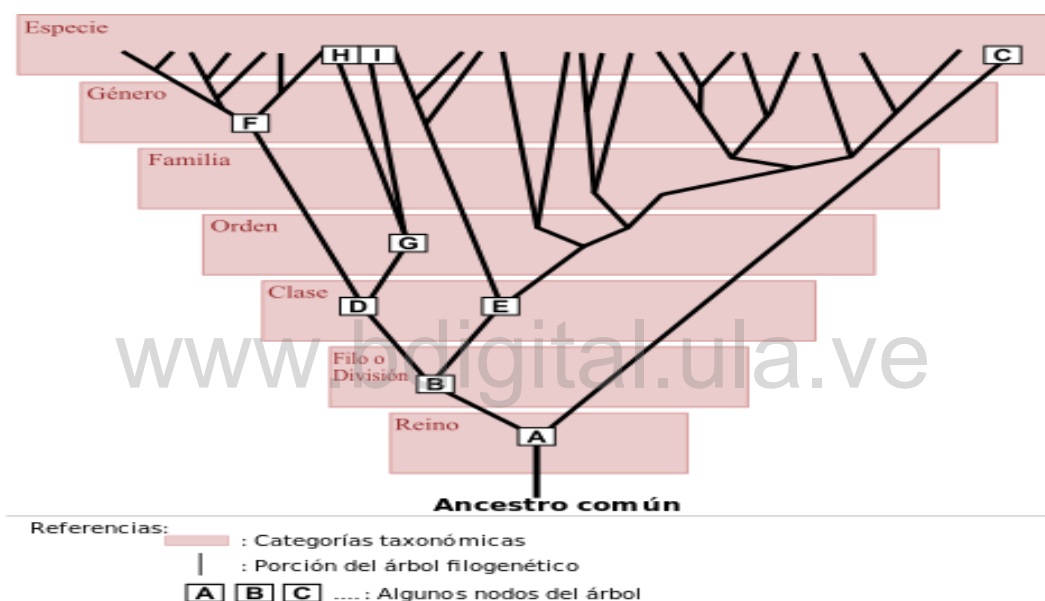 Especie
H I C
Género
F
Familia
Orden
G
Clase
D E
www.bdigital.ula.ve
Filo o
División
B
Reino
A
Ancestro común
Referencias:
: Categorías taxonómicas
: Porción del árbol filogenético
A B C ....: Algunos nodos del árbol